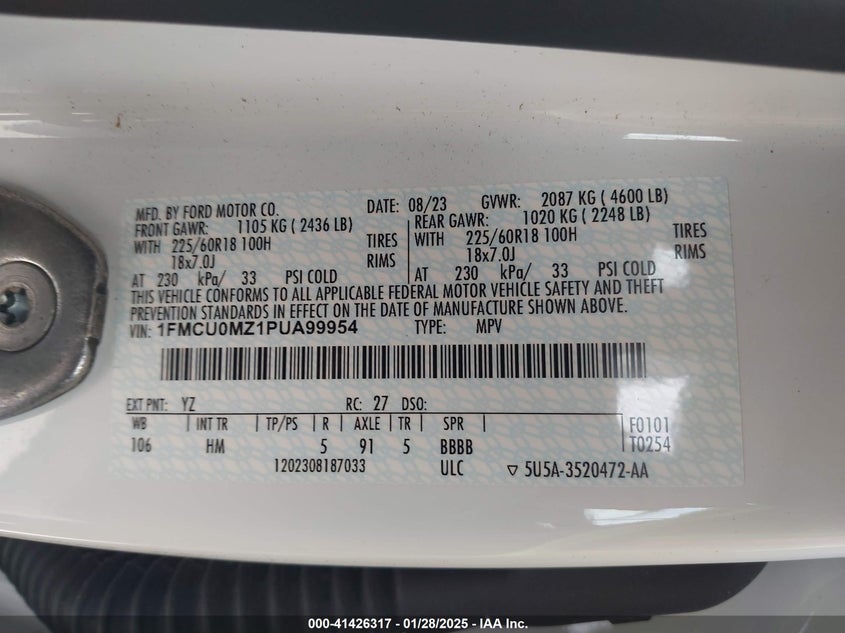 MFD. BY FORD MOTOR CO. DATE: 08/23 GVWR: 2087 KG ( 4600 LB)
FRONT GAWR: 1105 KG ( 2436 LB) REAR GAWR: 1020 KG ( 2248 LB)
WITH 225/60R18 100H TIRES WITH 225/60R18 100H TIRES
18x7.0J RIMS 18x7.0J RIMS
AT 230 kPa/ 33 PSI COLD AT 230 kPa/ 33 PSI COLD
THIS VEHICLE CONFORMS TO ALL APPLICABLE FEDERAL MOTOR VEHICLE SAFETY AND THEFT
PREVENTION STANDARDS IN EFFECT ON THE DATE OF MANUFACTURE SHOWN ABOVE.
VIN: 1FMCU0MZ1PUA99954 TYPE: MPV
EXT PNT: YZ RC: 27 DSO:
WB | INT TR | TP/PS | R | AXLE | TR | SPR F0101
106 HM 5 91 5 BBBB T0254
1202308187033 ULC ▽ 5U5A-3520472-AA
000-41426317 - 01/28/2025 - IAA Inc.